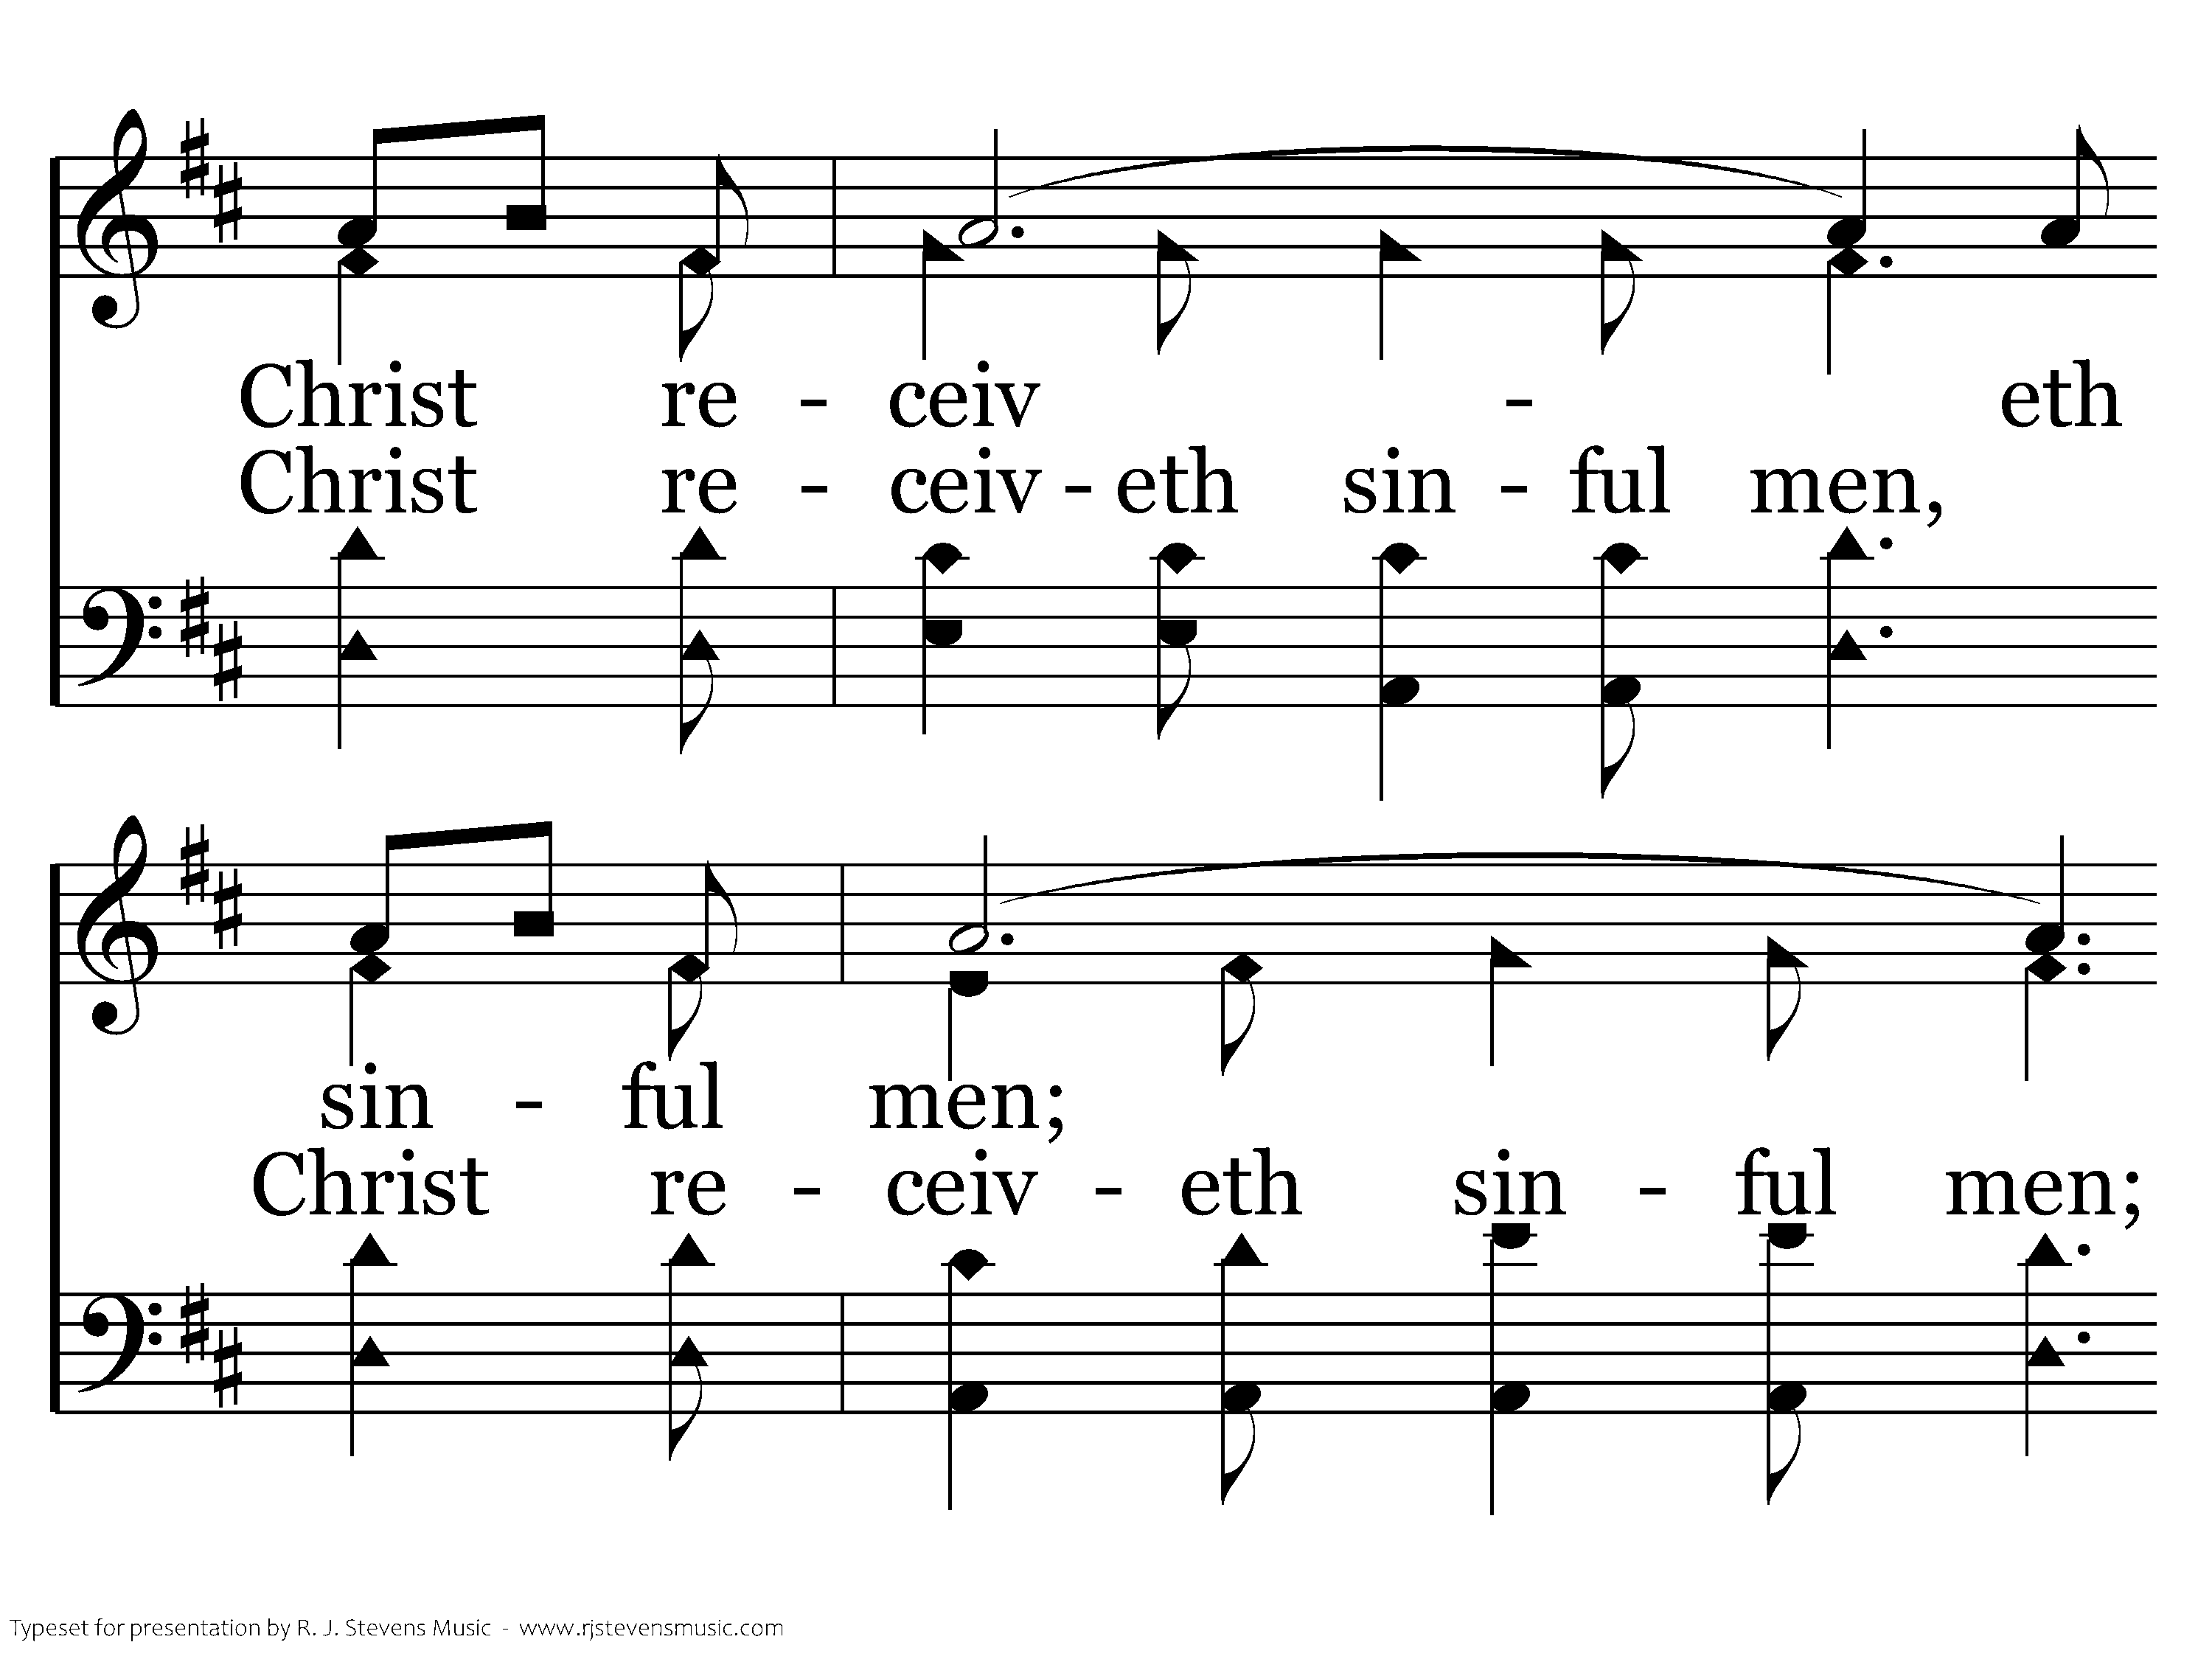 Christ re - ceiv - eth
Christ re - ceiv - eth sin - ful men,
sin - ful men;
Christ re - ceiv - eth sin - ful men;
Typeset for presentation by R. J. Stevens Music - www.rjstevensmusic.com